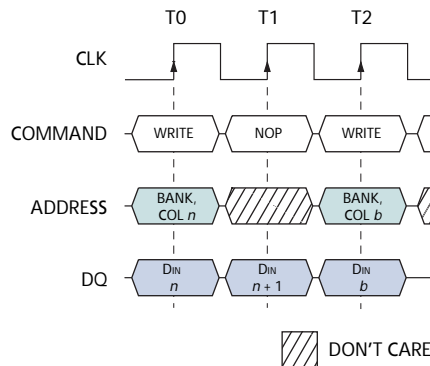 T0 T1 T2
CLK
COMMAND WRITE NOP WRITE
ADDRESS BANK, COL n BANK, COL b
DQ DIN n DIN n + 1 DIN b
DON'T CARE